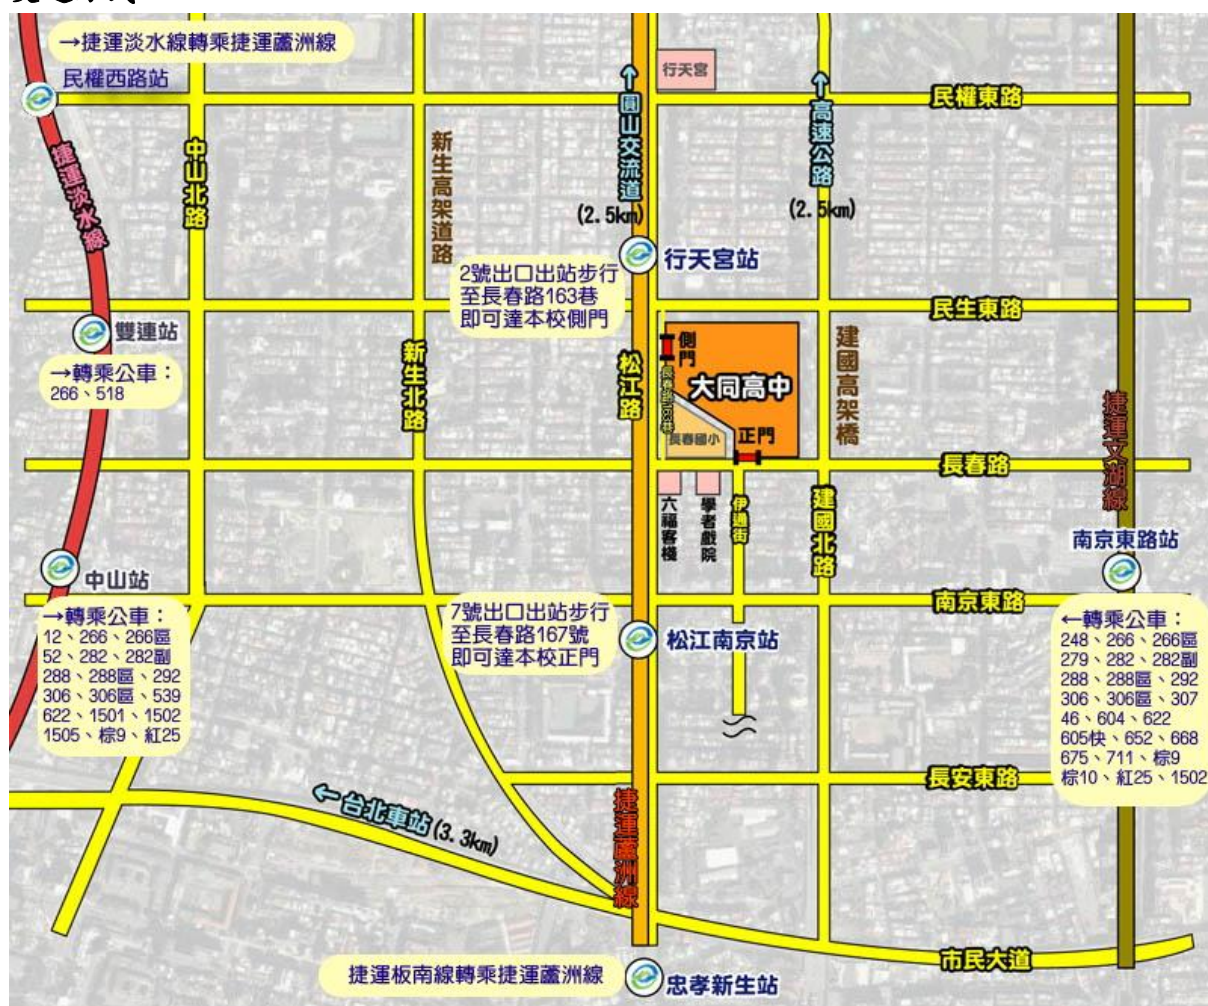 →捷運淡水線轉乘捷運蘆洲線
民權西路站
行天宮
民權東路
↑圓山交流道
(2.5km)
↑高速公路
(2.5km)
捷運淡水線
中山北路
新生高架道路
行天宮站
2號出口出站步行
至長春路163巷
即可達本校側門
民生東路
雙連站
→轉乘公車：
266、518
新生北路
松江路
側門
長春路163巷
大同高中
長春國小
正門
建國高架橋
捷運文湖線
長春路
六福客棧
學者戲院
伊通街
建國北路
南京東路站
中山站
→轉乘公車：
12、266、266區
52、282、282副
288、288區、292
306、306區、539
622、1501、1502
1505、棕9、紅25
南京東路
7號出口出站步行
至長春路167號
即可達本校正門
松江南京站
←轉乘公車：
248、266、266區
279、282、282副
288、288區、292
306、306區、307
46、604、622
605快、652、668
675、711、棕9
棕10、紅25、1502
長安東路
←台北車站(3.3km)
捷運蘆洲線
市民大道
捷運板南線轉乘捷運蘆洲線
忠孝新生站